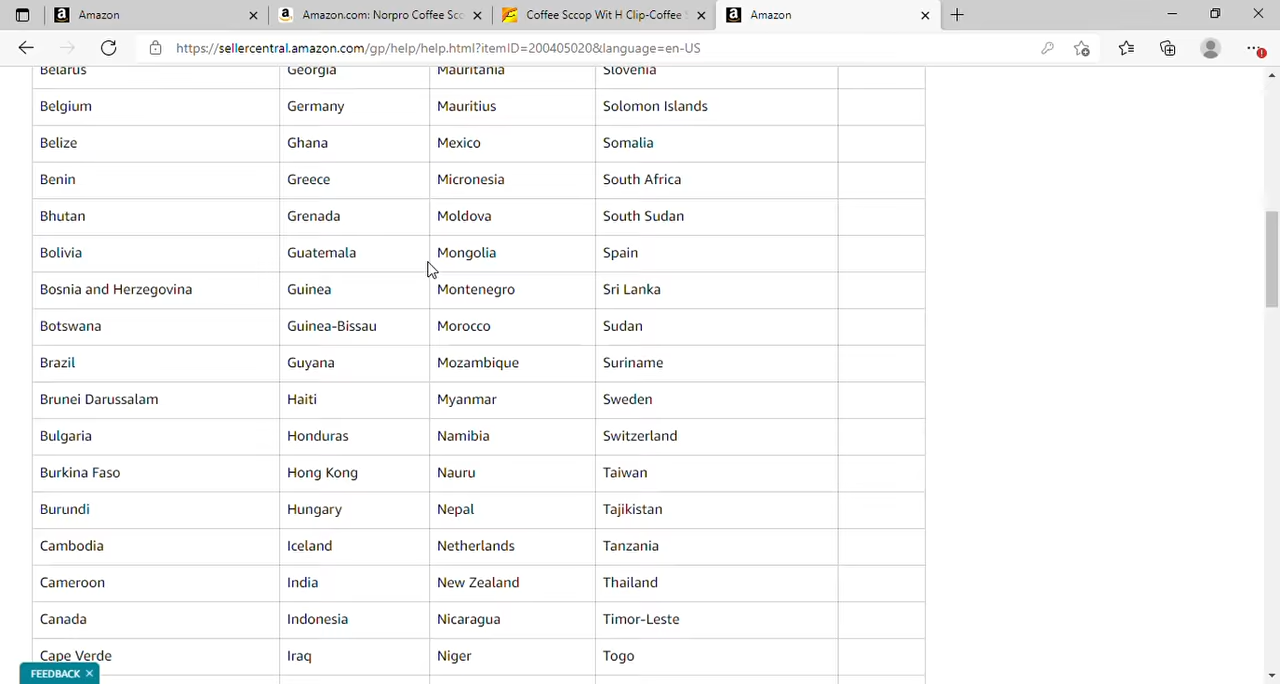 Amazon
Amazon.com: Norpro Coffee Sco
Coffee Sccop Wit H Clip-Coffee
Amazon
https://sellercentral.amazon.com/gp/help/help.html?itemID=200405020&language=en-US
Belarus Georgia Mauritania Slovenia
Belgium Germany Mauritius Solomon Islands
Belize Ghana Mexico Somalia
Benin Greece Micronesia South Africa
Bhutan Grenada Moldova South Sudan
Bolivia Guatemala Mongolia Spain
Bosnia and Herzegovina Guinea Montenegro Sri Lanka
Botswana Guinea-Bissau Morocco Sudan
Brazil Guyana Mozambique Suriname
Brunei Darussalam Haiti Myanmar Sweden
Bulgaria Honduras Namibia Switzerland
Burkina Faso Hong Kong Nauru Taiwan
Burundi Hungary Nepal Tajikistan
Cambodia Iceland Netherlands Tanzania
Cameroon India New Zealand Thailand
Canada Indonesia Nicaragua Timor-Leste
Cape Verde Iraq Niger Togo
FEEDBACK